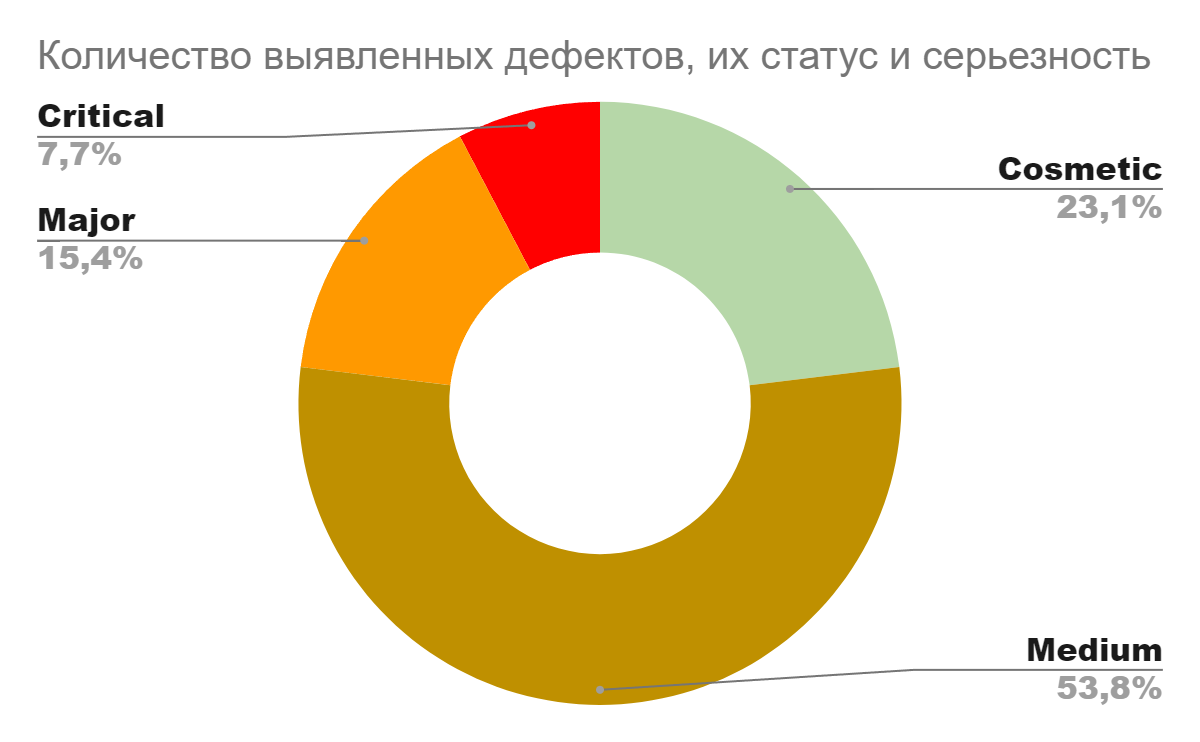 Количество выявленных дефектов, их статус и серьезность
Critical
7,7%
Major
15,4%
Cosmetic
23,1%
Medium
53,8%